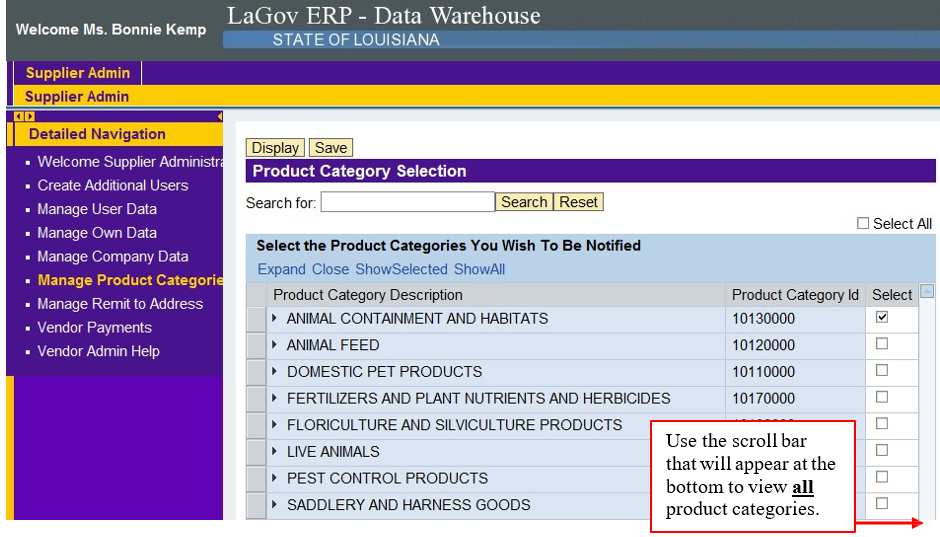 Welcome Ms. Bonnie Kemp
LaGov ERP - Data Warehouse
STATE OF LOUISIANA
Supplier Admin
Supplier Admin
Detailed Navigation
Welcome Supplier Administra
Create Additional Users
Manage User Data
Manage Own Data
Manage Company Data
Manage Product Categorie
Manage Remit to Address
Vendor Payments
Vendor Admin Help
Display Save
Product Category Selection
Search for: Search Reset
Select All
Select the Product Categories You Wish To Be Notified
Expand Close ShowSelected ShowAll
Product Category Description Product Category Id Select
ANIMAL CONTAINMENT AND HABITATS 10130000
ANIMAL FEED 10120000
DOMESTIC PET PRODUCTS 10110000
FERTILIZERS AND PLANT NUTRIENTS AND HERBICIDES 10170000
FLORICULTURE AND SILVICULTURE PRODUCTS
LIVE ANIMALS
PEST CONTROL PRODUCTS
SADDLERY AND HARNESS GOODS
Use the scroll bar
that will appear at the
bottom to view all
product categories.